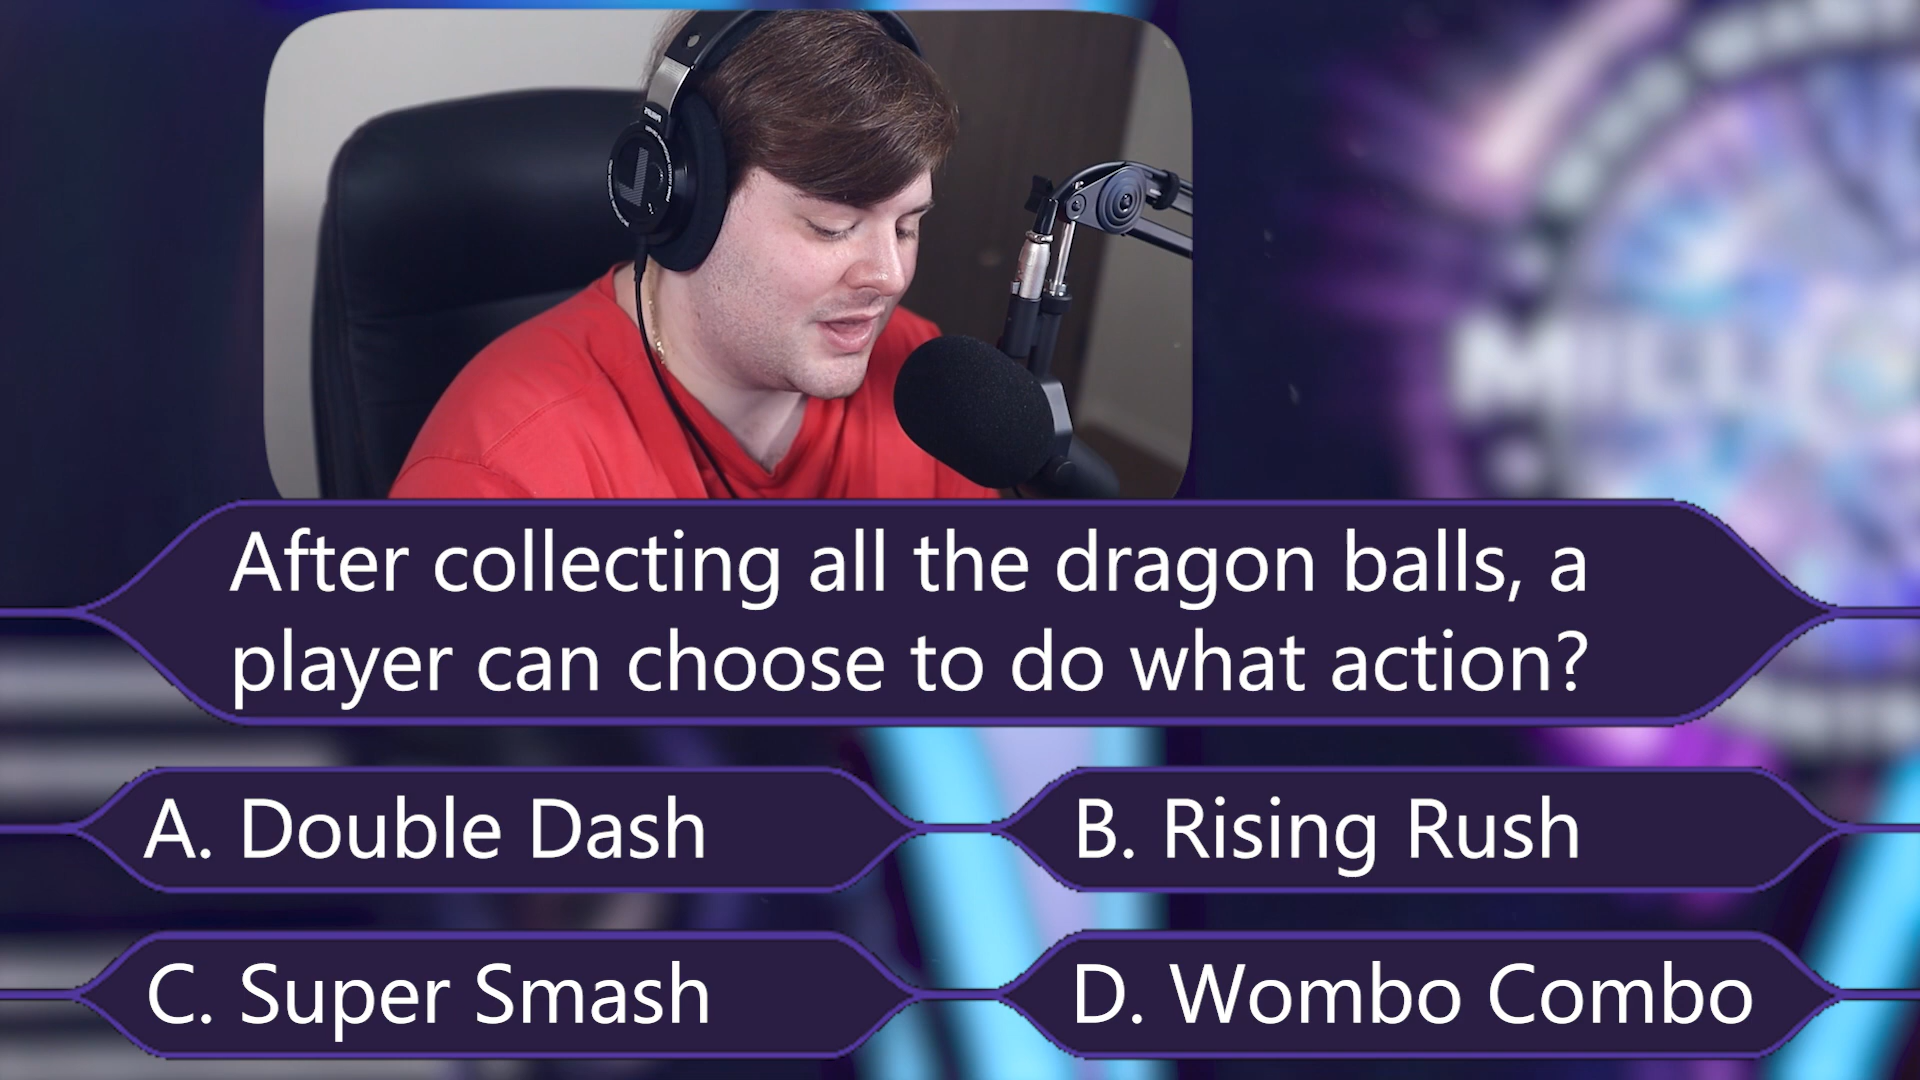 After collecting all the dragon balls, a
player can choose to do what action?
A. Double Dash
B. Rising Rush
C. Super Smash
D. Wombo Combo